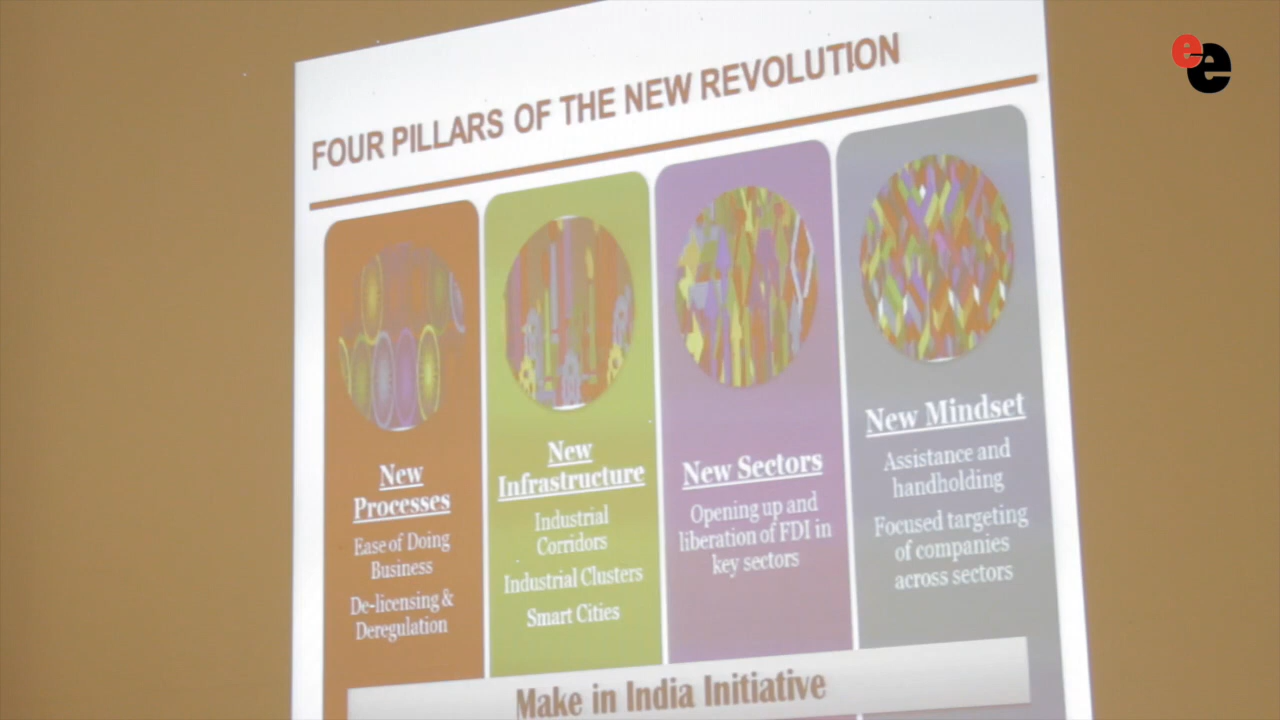 FOUR PILLARS OF THE NEW REVOLUTION
New
Processes
Ease of Doing
Business
De-licensing &
Deregulation
New
Infrastructure
Industrial
Corridors
Industrial Clusters
Smart Cities
New Sectors
Opening up and
liberation of FDI in
key sectors
New Mindset
Assistance and
handholding
Focused targeting
of companies
across sectors
Make in India Initiative
ee